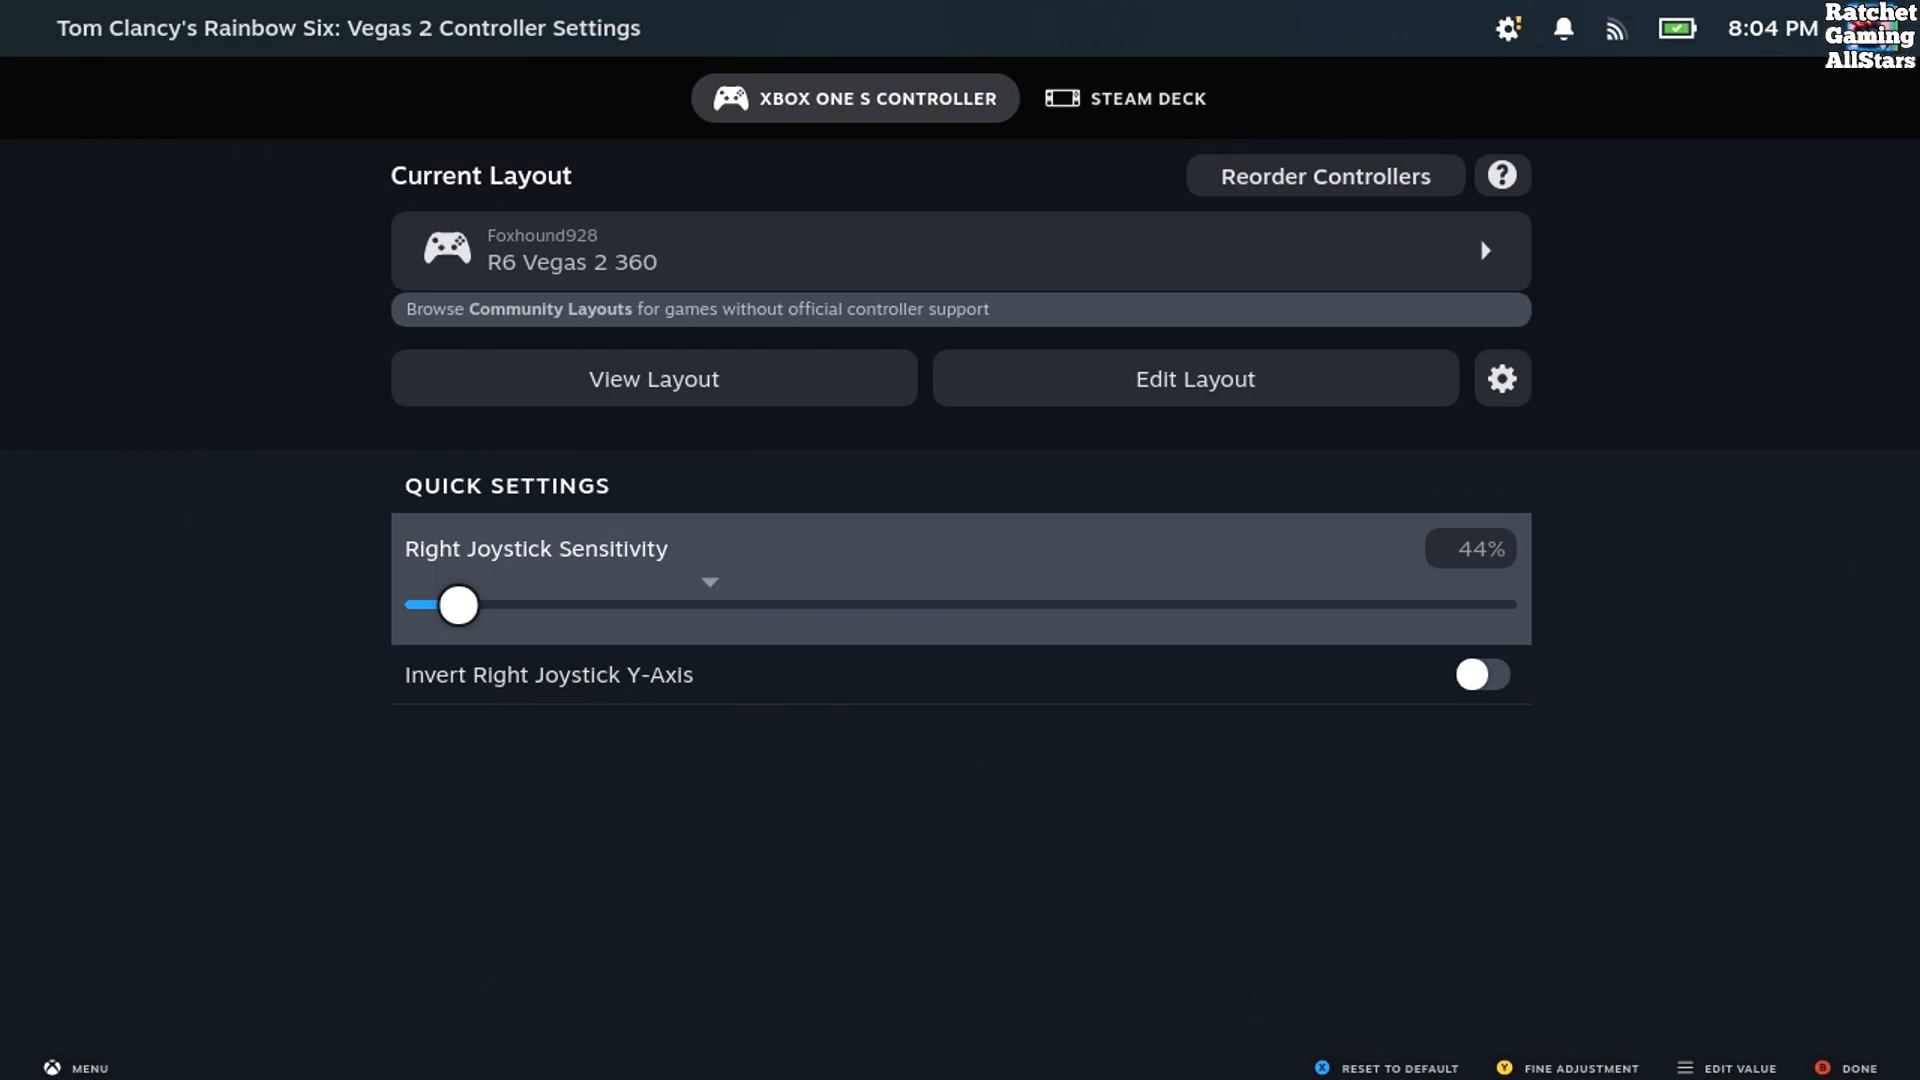 Tom Clancy's Rainbow Six: Vegas 2 Controller Settings
8:04 PM
Ratchet
Gaming
AllStars
XBOX ONE S CONTROLLER
STEAM DECK
Current Layout
Reorder Controllers
?
Foxhound928
R6 Vegas 2 360
Browse Community Layouts for games without official controller support
View Layout
Edit Layout
QUICK SETTINGS
Right Joystick Sensitivity
44%
Invert Right Joystick Y-Axis
MENU
X RESET TO DEFAULT
Y FINE ADJUSTMENT
EDIT VALUE
B DONE